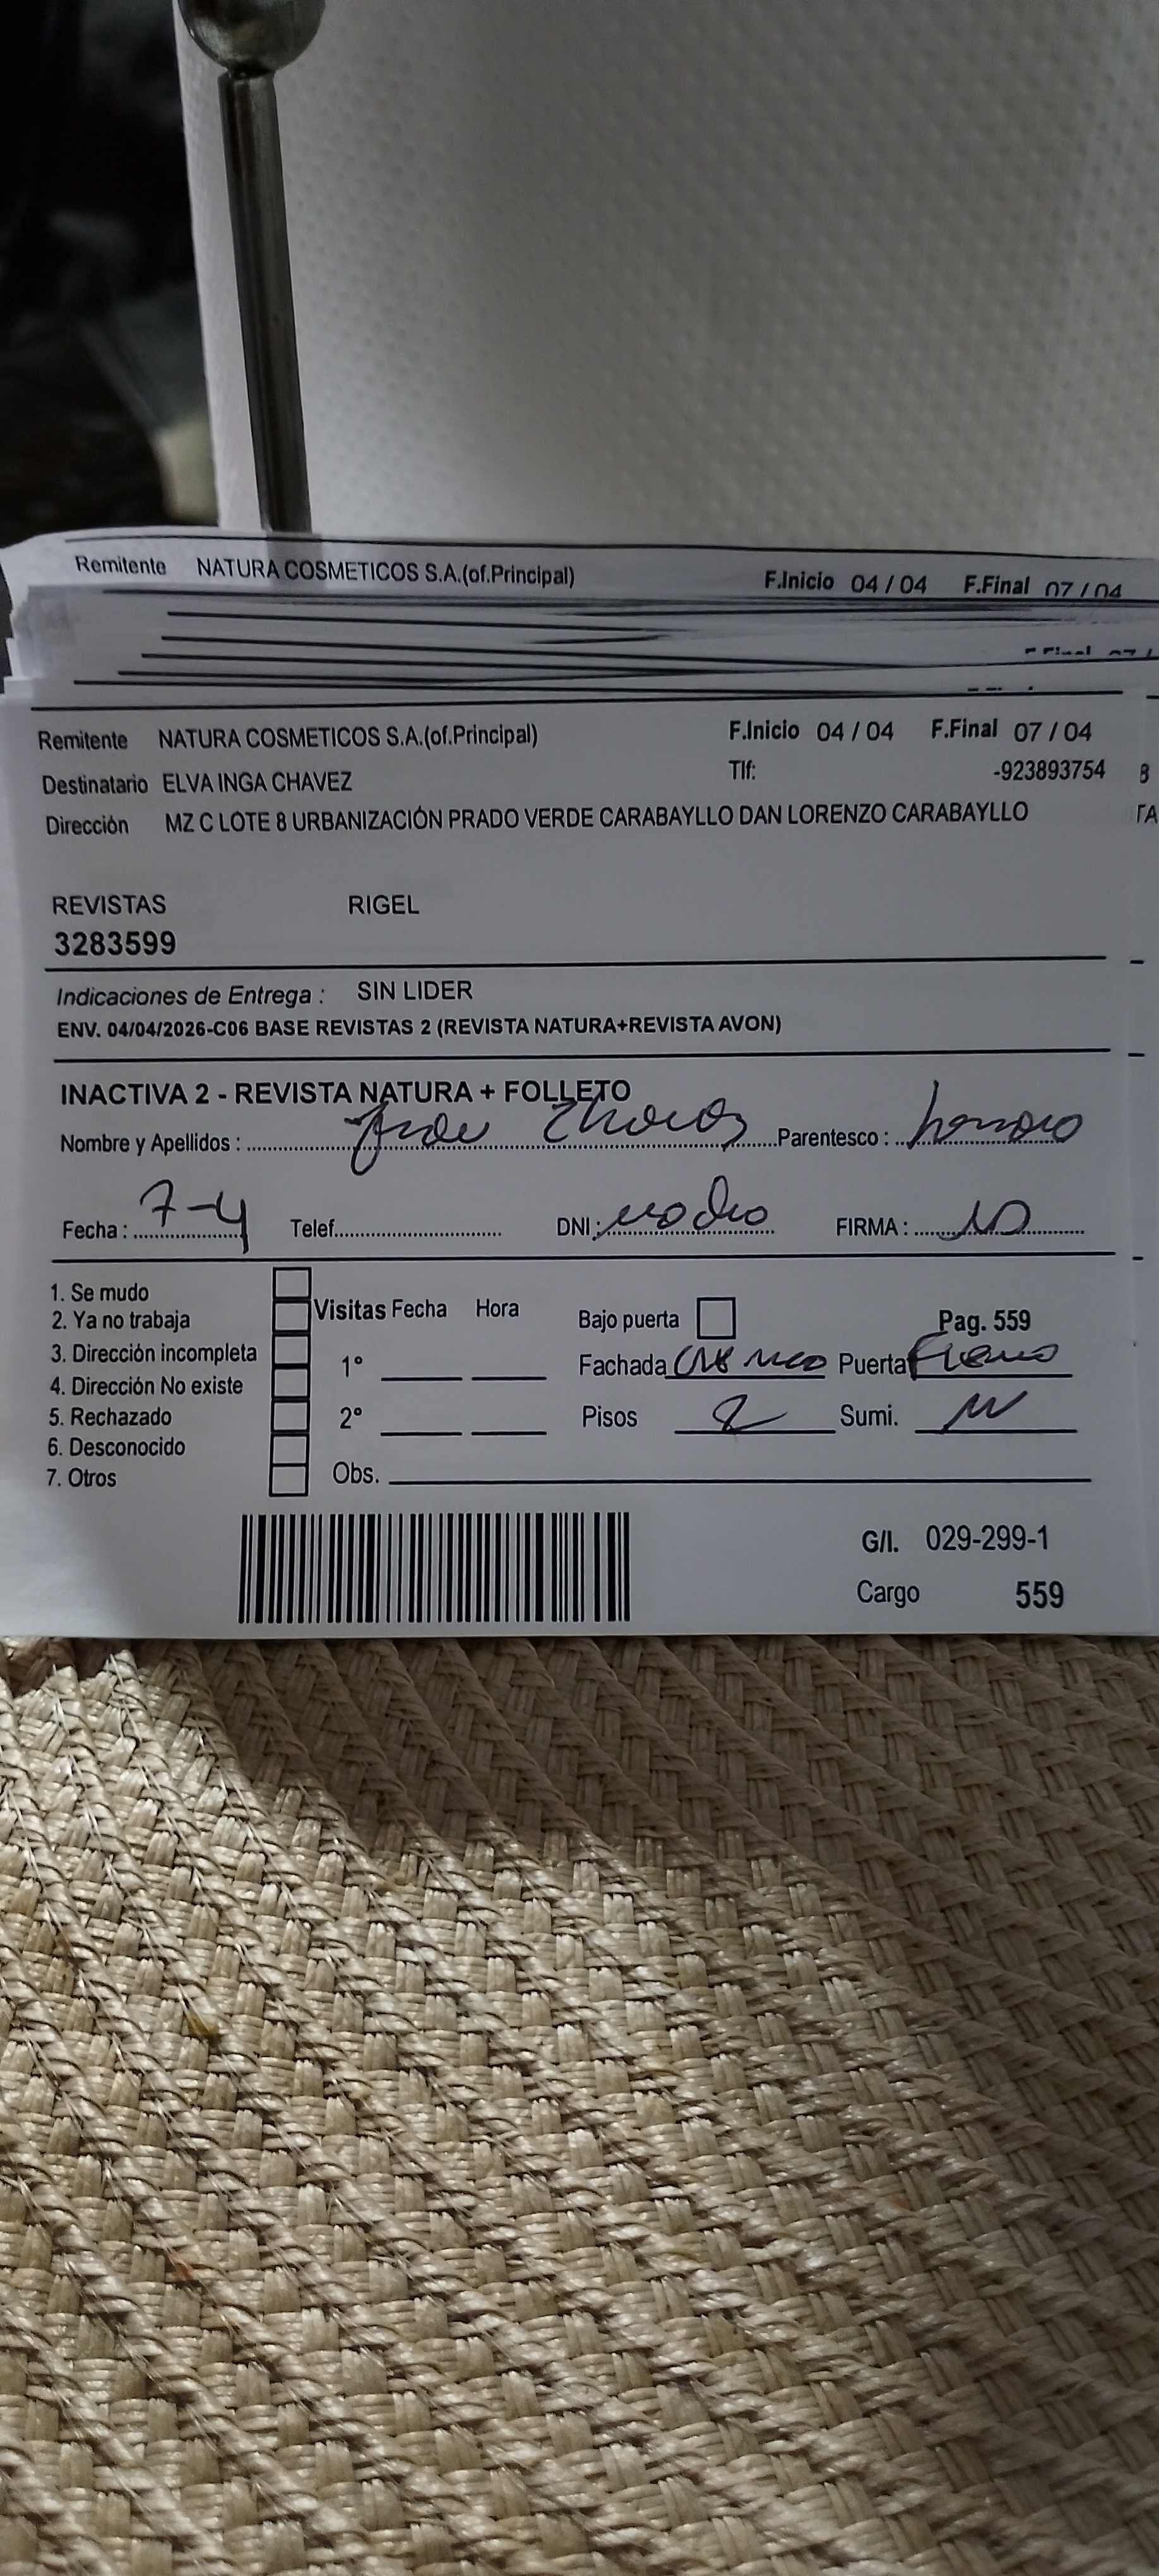 Remitente NATURA COSMETICOS S.A.(of.Principal) F.Inicio 04 / 04 F.Final 07 / 04
Remitente NATURA COSMETICOS S.A.(of.Principal) F.Inicio 04 / 04 F.Final 07 / 04
Destinatario ELVA INGA CHAVEZ Tlf: -923893754
Dirección MZ C LOTE 8 URBANIZACIÓN PRADO VERDE CARABAYLLO DAN LORENZO CARABAYLLO
REVISTAS RIGEL
3283599
Indicaciones de Entrega : SIN LIDER
ENV. 04/04/2026-C06 BASE REVISTAS 2 (REVISTA NATURA+REVISTA AVON)
INACTIVA 2 - REVISTA NATURA + FOLLETO
Nombre y Apellidos : Parentesco :
Fecha : 7-4 Telef. DNI : FIRMA :
1. Se mudo
2. Ya no trabaja Visitas Fecha Hora Bajo puerta Pag. 559
3. Dirección incompleta 1° Fachada Puerta
4. Dirección No existe
5. Rechazado 2° Pisos 2 Sumi.
6. Desconocido
7. Otros Obs.
G/I. 029-299-1
Cargo 559